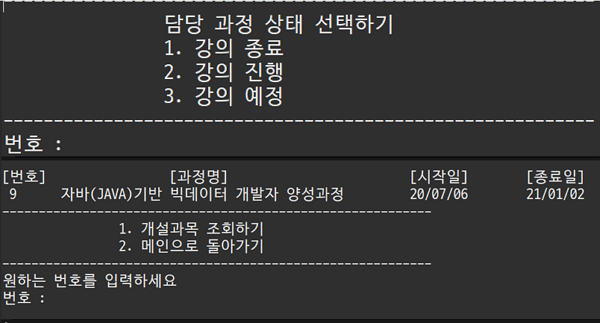 담당 과정 상태 선택하기
1. 강의 종료
2. 강의 진행
3. 강의 예정
번호 :
[번호] [과정명] [시작일] [종료일]
9 자바(JAVA)기반 빅데이터 개발자 양성과정 20/07/06 21/01/02
1. 개설과목 조회하기
2. 메인으로 돌아가기
원하는 번호를 입력하세요
번호 :